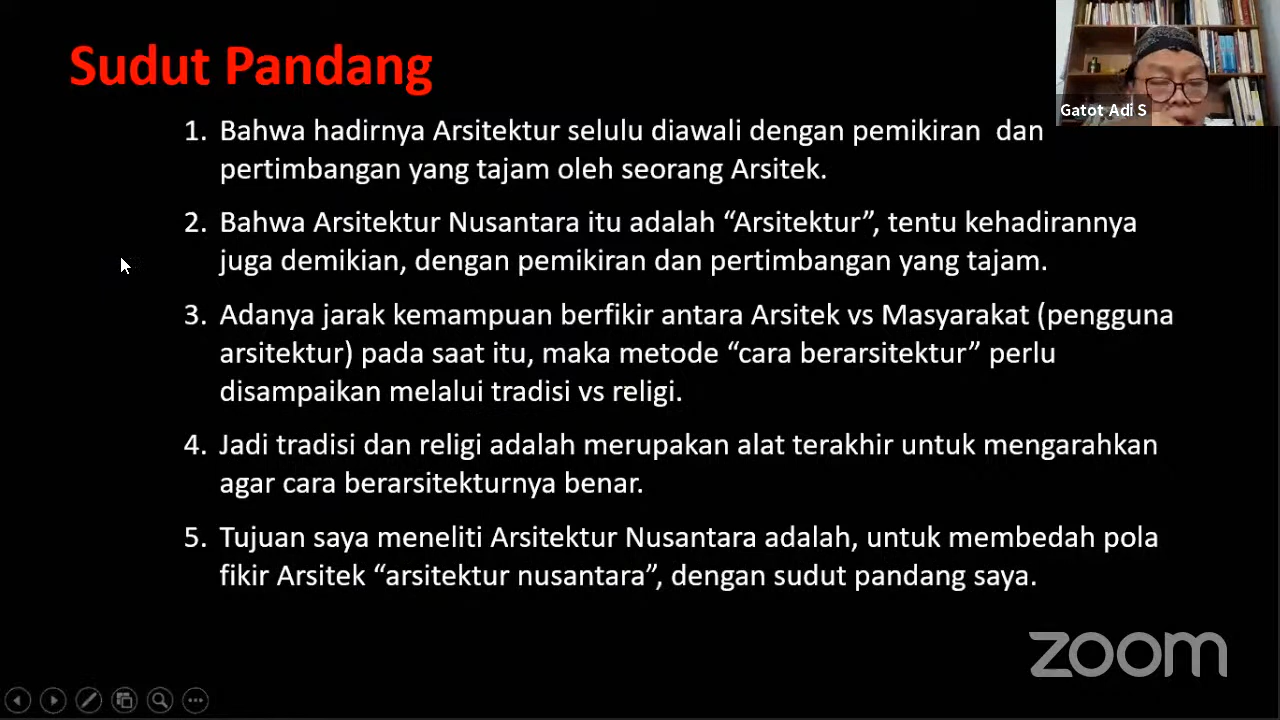 Sudut Pandang
Gatot Adi S
1. Bahwa hadirnya Arsitektur selulu diawali dengan pemikiran dan
pertimbangan yang tajam oleh seorang Arsitek.
2. Bahwa Arsitektur Nusantara itu adalah “Arsitektur”, tentu kehadirannya
juga demikian, dengan pemikiran dan pertimbangan yang tajam.
3. Adanya jarak kemampuan berfikir antara Arsitek vs Masyarakat (pengguna
arsitektur) pada saat itu, maka metode “cara berarsitektur” perlu
disampaikan melalui tradisi vs religi.
4. Jadi tradisi dan religi adalah merupakan alat terakhir untuk mengarahkan
agar cara berarsitekturnya benar.
5. Tujuan saya meneliti Arsitektur Nusantara adalah, untuk membedah pola
fikir Arsitek “arsitektur nusantara”, dengan sudut pandang saya.
zoom